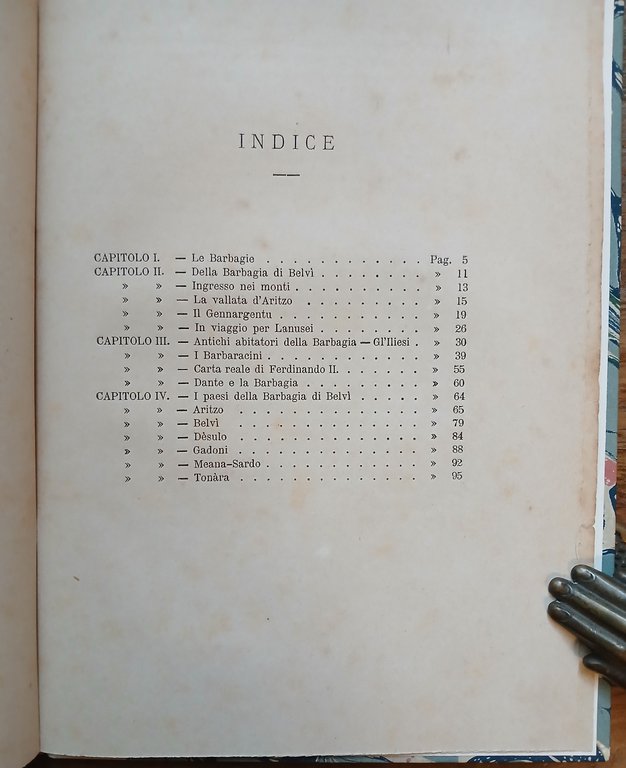 INDICE
CAPITOLO I. — Le Barbagie . . . . . . . . . . . . Pag. 5
CAPITOLO II. — Della Barbagia di Belvì . . . . . . . . » 11
» » — Ingresso nei monti . . . . . . . . . . » 13
» » — La vallata d'Aritzo . . . . . . . . . » 15
» » — Il Gennargentu . . . . . . . . . . . » 19
» » — In viaggio per Lanusei . . . . . . . . . » 26
CAPITOLO III. — Antichi abitatori della Barbagia — Gl'Iliesi . » 30
» » — I Barbaracini . . . . . . . . . . . . » 39
» » — Carta reale di Ferdinando II. . . . . . . » 55
» » — Dante e la Barbagia . . . . . . . . . » 60
CAPITOLO IV. — I paesi della Barbagia di Belvì . . . . . » 64
» » — Aritzo . . . . . . . . . . . . . . » 65
» » — Belvì . . . . . . . . . . . . . . » 79
» » — Dèsulo . . . . . . . . . . . . . . » 84
» » — Gadoni . . . . . . . . . . . . . . » 88
» » — Meana-Sardo . . . . . . . . . . . . » 92
» » — Tonàra . . . . . . . . . . . . . . » 95